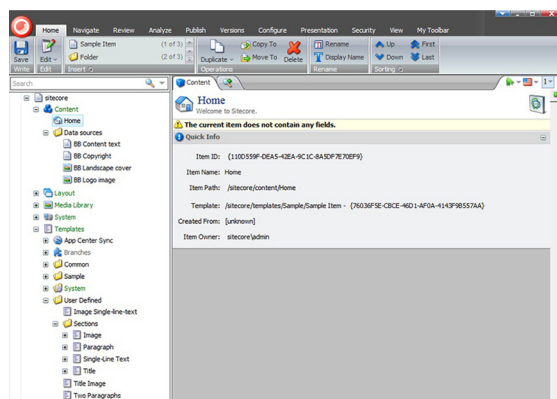 Home Navigate Review Analyze Publish Versions Configure Presentation Security View My Toolbar
Save Edit Sample Item (1 of 3) Duplicate Copy To Delete Rename Up First
Folder (2 of 3) Move To Display Name Down Last
Write Edit Insert Operations Rename Sorting
Search
Content
sitecore
Content
Home
Data sources
BB Content text
BB Copyright
BB Landscape cover
BB Logo image
Layout
Media Library
System
Templates
App Center Sync
Branches
Common
Sample
System
User Defined
Image Single-line-text
Sections
Image
Paragraph
Single-Line Text
Title
Title Image
Two Paragraphs
Home
Welcome to Sitecore.
The current item does not contain any fields.
Quick Info
Item ID: {110D559F-DEA5-42EA-9C1C-8A5DF7E70EF9}
Item Name: Home
Item Path: /sitecore/content/Home
Template: /sitecore/templates/Sample/Sample Item - {76036F5E-CBCE-46D1-AF0A-4143F9B557AA}
Created From: [unknown]
Item Owner: sitecore\admin
1